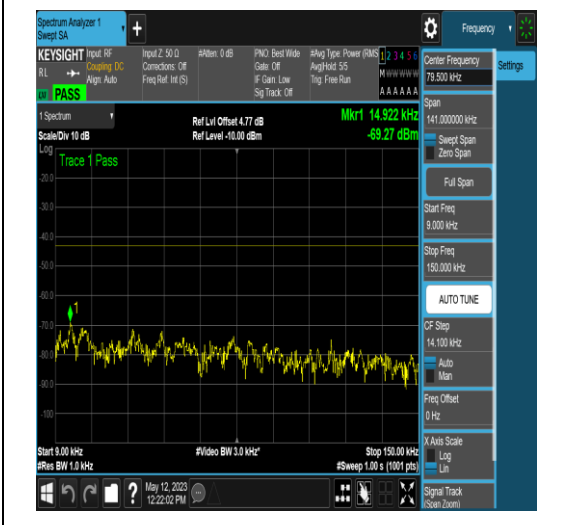 Spectrum Analyzer 1
Swept SA
+
Frequency
KEYSIGHT
RL
PASS
Input: RF
Coupling: DC
Align: Auto
Input Z: 50 Ω
Corrections: Off
Freq Ref: Int (S)
#Atten: 0 dB
PNO: Best Wide
Gate: Off
IF Gain: Low
Sig Track: Off
#Avg Type: Power (RMS
Avg|Hold: 5/5
Trig: Free Run
1 2 3 4 5 6
M W W W W W
A A A A A A
1 Spectrum
Scale/Div 10 dB
Ref Lvl Offset 4.77 dB
Ref Level -10.00 dBm
Mkr1 14.922 kHz
-69.27 dBm
Log
Trace 1 Pass
-20.0
-30.0
-40.0
-50.0
-60.0
-70.0
-80.0
-90.0
-100
1
Start 9.00 kHz
#Res BW 1.0 kHz
#Video BW 3.0 kHz*
Stop 150.00 kHz
#Sweep 1.00 s (1001 pts)
?
May 12, 2023
12:22:02 PM
Center Frequency
79.500 kHz
Settings
Span
141.000000 kHz
Swept Span
Zero Span
Full Span
Start Freq
9.000 kHz
Stop Freq
150.000 kHz
AUTO TUNE
CF Step
14.100 kHz
Auto
Man
Freq Offset
0 Hz
X Axis Scale
Log
Lin
Signal Track
(Span Zoom)